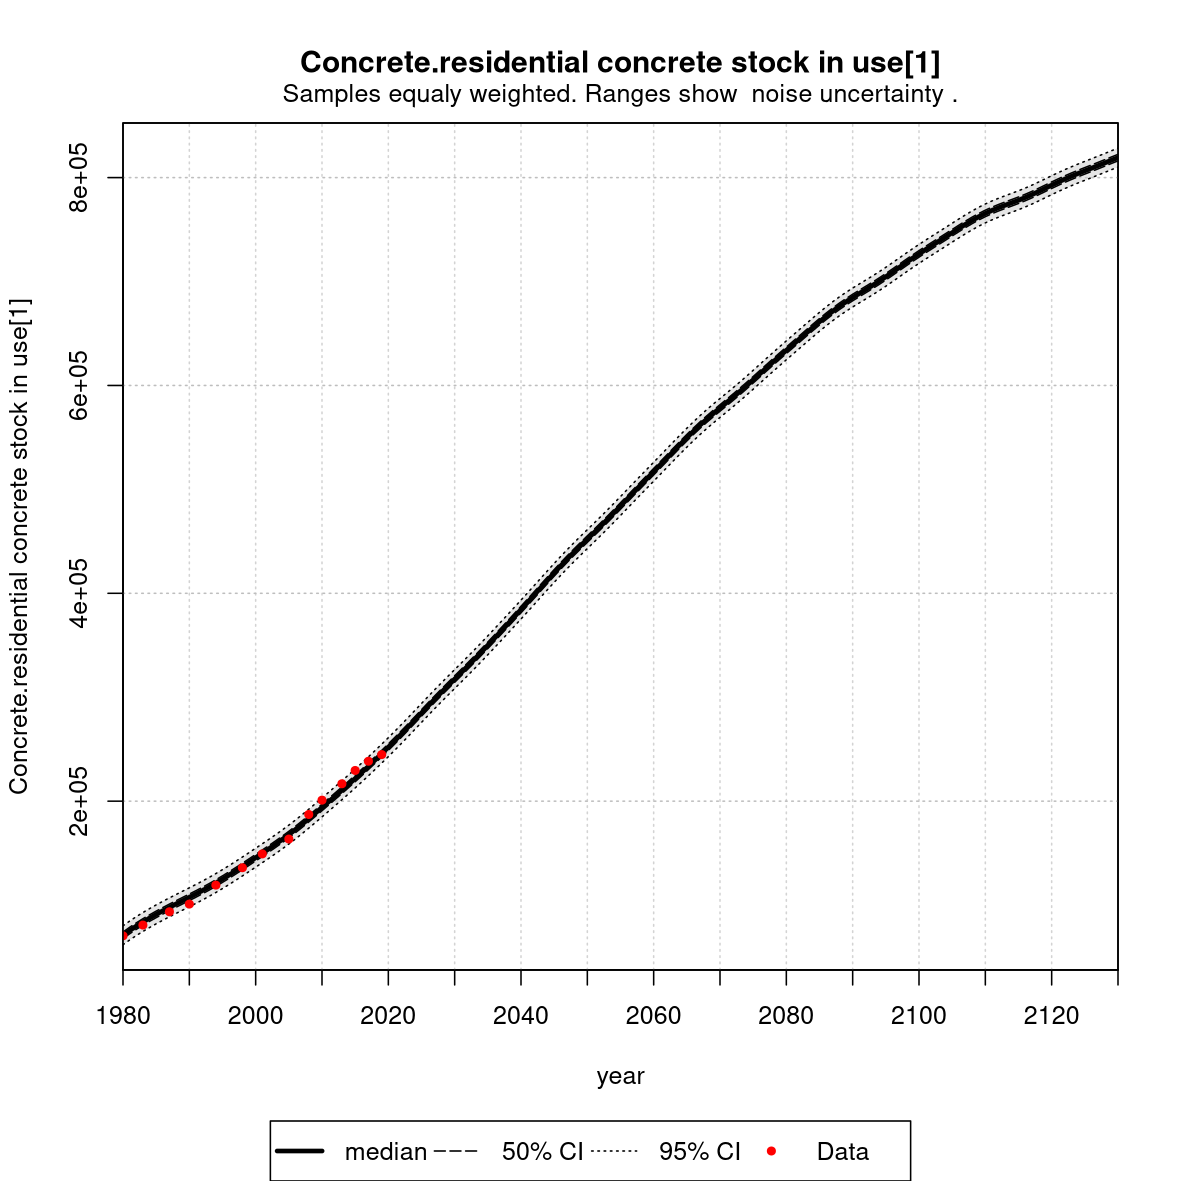 Concrete.residential concrete stock in use[1]
Samples equaly weighted. Ranges show  noise uncertainty .
Concrete.residential concrete stock in use[1]
8e+05
6e+05
4e+05
2e+05
1980 2000 2020 2040 2060 2080 2100 2120
year
median 50% CI 95% CI Data